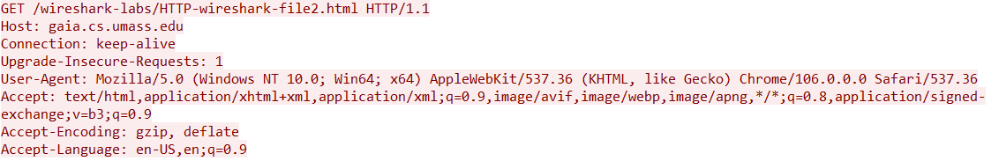 GET /wireshark-labs/HTTP-wireshark-file2.html HTTP/1.1
Host: gaia.cs.umass.edu
Connection: keep-alive
Upgrade-Insecure-Requests: 1
User-Agent: Mozilla/5.0 (Windows NT 10.0; Win64; x64) AppleWebKit/537.36 (KHTML, like Gecko) Chrome/106.0.0.0 Safari/537.36
Accept: text/html,application/xhtml+xml,application/xml;q=0.9,image/avif,image/webp,image/apng,*/*;q=0.8,application/signed-
exchange;v=b3;q=0.9
Accept-Encoding: gzip, deflate
Accept-Language: en-US,en;q=0.9